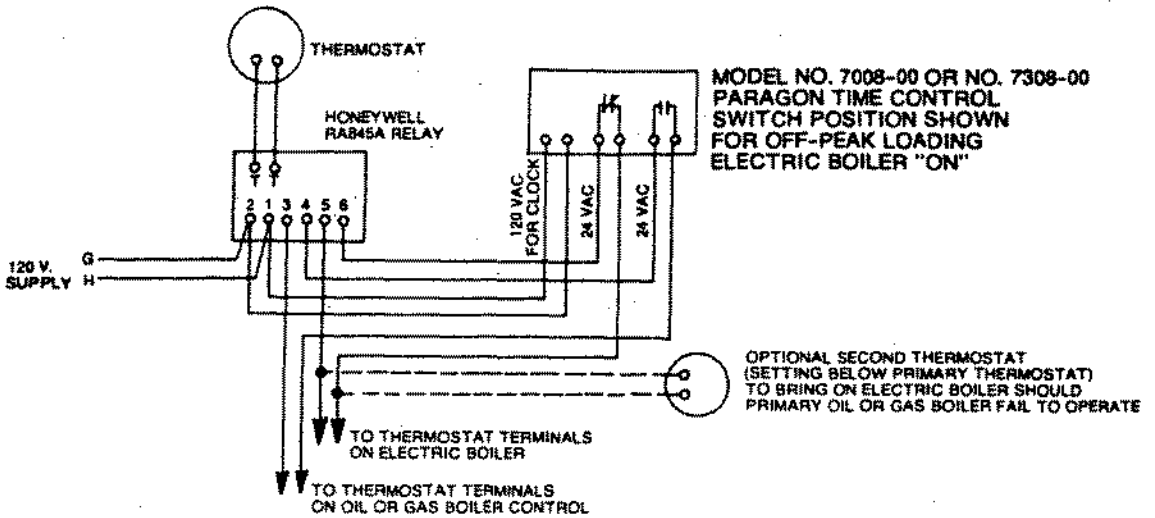 THERMOSTAT
HONEYWELL
RA845A RELAY
T T
2 1 3 4 5 6
120 V.
SUPPLY
G
H
MODEL NO. 7008-00 OR NO. 7308-00
PARAGON TIME CONTROL
SWITCH POSITION SHOWN
FOR OFF-PEAK LOADING
ELECTRIC BOILER "ON"
120 VAC
FOR CLOCK
24 VAC
24 VAC
OPTIONAL SECOND THERMOSTAT
(SETTING BELOW PRIMARY THERMOSTAT)
TO BRING ON ELECTRIC BOILER SHOULD
PRIMARY OIL OR GAS BOILER FAIL TO OPERATE
TO THERMOSTAT TERMINALS
ON ELECTRIC BOILER
TO THERMOSTAT TERMINALS
ON OIL OR GAS BOILER CONTROL